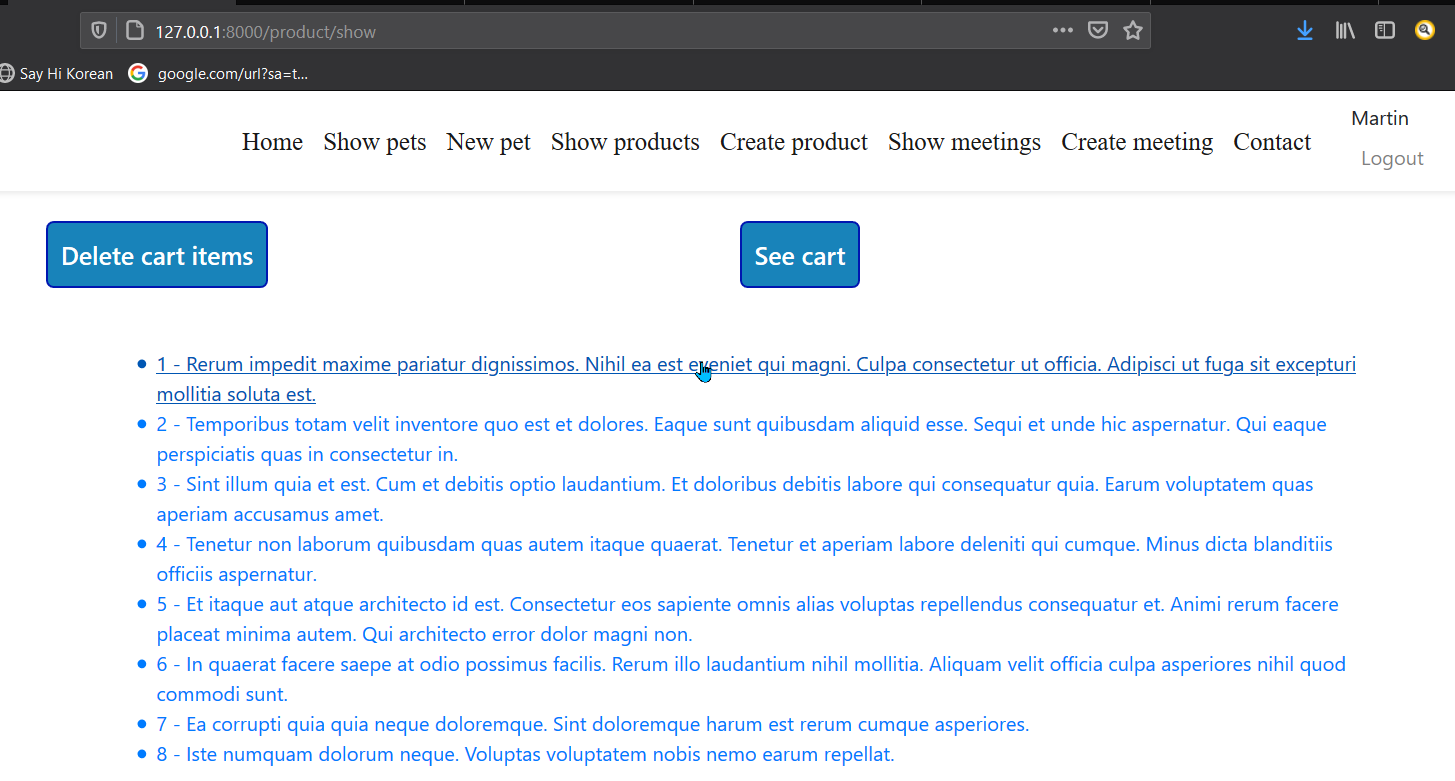 127.0.0.1:8000/product/show
Say Hi Korean google.com/url?sa=t...
Martin
Home Show pets New pet Show products Create product Show meetings Create meeting Contact
Logout
Delete cart items See cart
1 - Rerum impedit maxime pariatur dignissimos. Nihil ea est eveniet qui magni. Culpa consectetur ut officia. Adipisci ut fuga sit excepturi
mollitia soluta est.
2 - Temporibus totam velit inventore quo est et dolores. Eaque sunt quibusdam aliquid esse. Sequi et unde hic aspernatur. Qui eaque
perspiciatis quas in consectetur in.
3 - Sint illum quia et est. Cum et debitis optio laudantium. Et doloribus debitis labore qui consequatur quia. Earum voluptatem quas
aperiam accusamus amet.
4 - Tenetur non laborum quibusdam quas autem itaque quaerat. Tenetur et aperiam labore deleniti qui cumque. Minus dicta blanditiis
officiis aspernatur.
5 - Et itaque aut atque architecto id est. Consectetur eos sapiente omnis alias voluptas repellendus consequatur et. Animi rerum facere
placeat minima autem. Qui architecto error dolor magni non.
6 - In quaerat facere saepe at odio possimus facilis. Rerum illo laudantium nihil mollitia. Aliquam velit officia culpa asperiores nihil quod
commodi sunt.
7 - Ea corrupti quia quia neque doloremque. Sint doloremque harum est rerum cumque asperiores.
8 - Iste numquam dolorum neque. Voluptas voluptatem nobis nemo earum repellat.